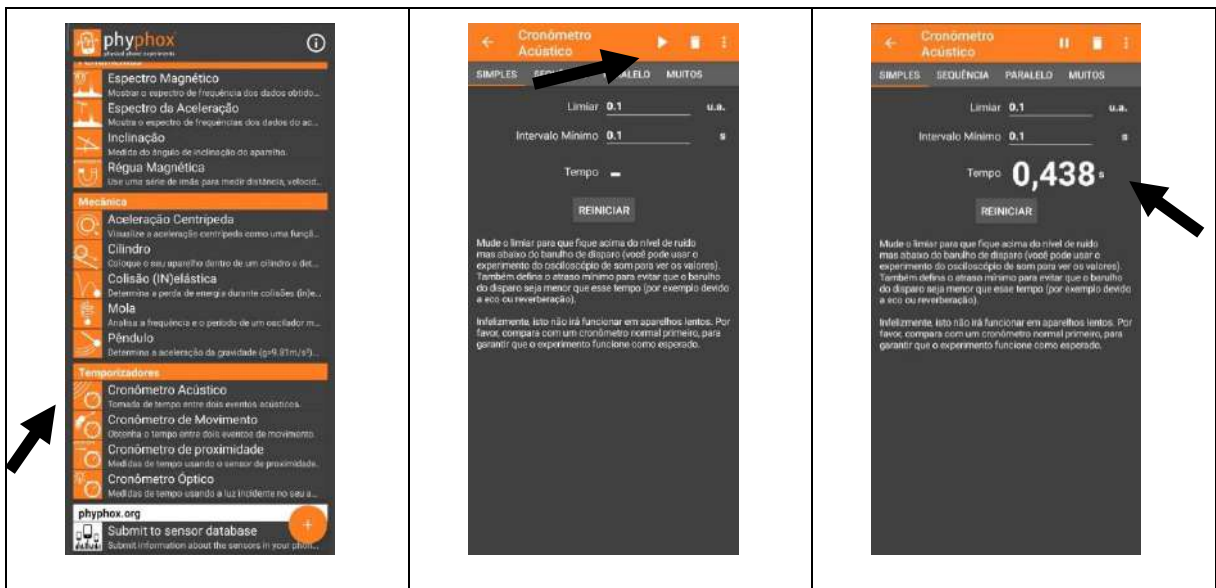 phyphox
physical phone experiments
Ferramentas
Espectro Magnético
Mostrar o espectro de frequência dos dados obtido...
Espectro da Aceleração
Mostra o espectro de frequências dos dados do ac...
Inclinação
Medida do ângulo de inclinação do aparelho.
Régua Magnética
Use uma série de imãs para medir distância, velocid...
Mecânica
Aceleração Centrípeda
Visualize a aceleração centrípeda como uma funçã...
Cilindro
Coloque o seu aparelho dentro de um cilindro e det...
Colisão (IN)elástica
Determina a perda de energia durante colisões (in)e...
Mola
Analisa a frequência e o período de um oscilador m...
Pêndulo
Determina a aceleração da gravidade (g=9.81m/s²)...
Temporizadores
Cronômetro Acústico
Tomada de tempo entre dois eventos acústicos.
Cronômetro de Movimento
Obtenha o tempo entre dois eventos de movimento.
Cronômetro de proximidade
Medidas de tempo usando o sensor de proximidade.
Cronômetro Óptico
Medidas de tempo usando a luz incidente no seu a...
phyphox.org
Submit to sensor database
Submit information about the sensors in your phon...
+
Cronômetro
Acústico
SIMPLES PARALELO MUITOS
Limiar 0.1 u.a.
Intervalo Mínimo 0.1 s
Tempo –
REINICIAR
Mude o limiar para que fique acima do nível de ruído
mas abaixo do barulho de disparo (você pode usar o
experimento do osciloscópio de som para ver os valores).
Também defina o atraso mínimo para evitar que o barulho
do disparo seja menor que esse tempo (por exemplo devido
a eco ou reverberação).
Infelizmente, isto não irá funcionar em aparelhos lentos. Por
favor, compara com um cronômetro normal primeiro, para
garantir que o experimento funcione como esperado.
Cronômetro
Acústico
SIMPLES SEQUÊNCIA PARALELO MUITOS
Limiar 0.1 u.a.
Intervalo Mínimo 0.1 s
Tempo 0,438 s
REINICIAR
Mude o limiar para que fique acima do nível de ruído
mas abaixo do barulho de disparo (você pode usar o
experimento do osciloscópio de som para ver os valores).
Também defina o atraso mínimo para evitar que o barulho
do disparo seja menor que esse tempo (por exemplo devido
a eco ou reverberação).
Infelizmente, isto não irá funcionar em aparelhos lentos. Por
favor, compara com um cronômetro normal primeiro, para
garantir que o experimento funcione como esperado.